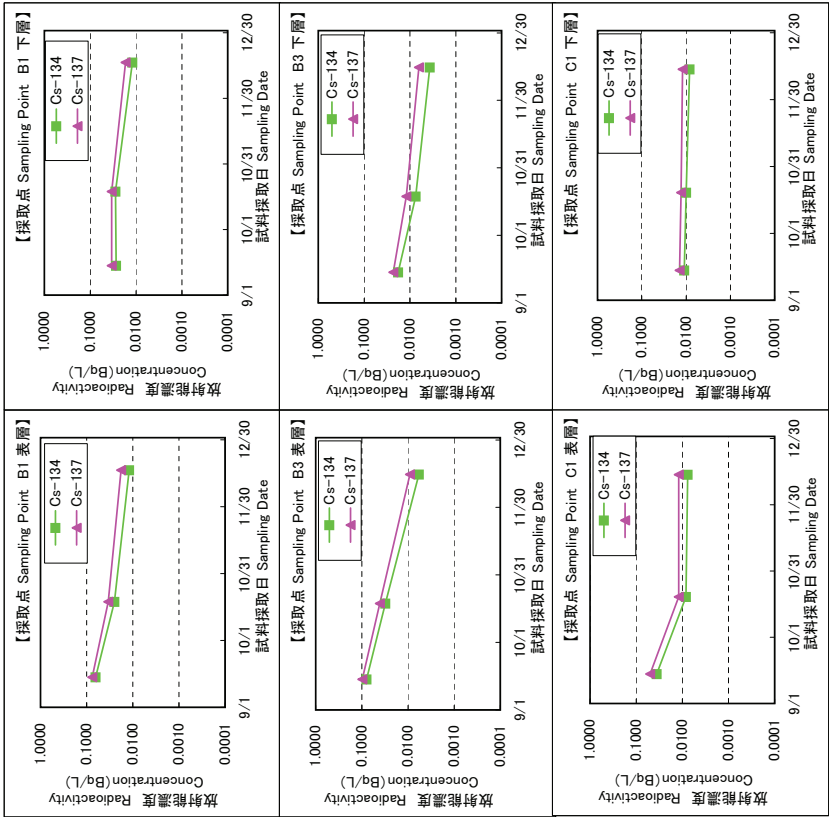 【採取点 Sampling Point B1 下層】
Cs-134
Cs-137
1.0000
0.1000
0.0100
0.0010
0.0001
放射能濃度 Radioactivity
Concentration(Bq/L)
9/1
10/1
10/31
11/30
12/30
試料採取日 Sampling Date
【採取点 Sampling Point B1 表層】
Cs-134
Cs-137
1.0000
0.1000
0.0100
0.0010
0.0001
放射能濃度 Radioactivity
Concentration(Bq/L)
9/1
10/1
10/31
11/30
12/30
試料採取日 Sampling Date
【採取点 Sampling Point B3 下層】
Cs-134
Cs-137
1.0000
0.1000
0.0100
0.0010
0.0001
放射能濃度 Radioactivity
Concentration(Bq/L)
9/1
10/1
10/31
11/30
12/30
試料採取日 Sampling Date
【採取点 Sampling Point B3 表層】
Cs-134
Cs-137
1.0000
0.1000
0.0100
0.0010
0.0001
放射能濃度 Radioactivity
Concentration(Bq/L)
9/1
10/1
10/31
11/30
12/30
試料採取日 Sampling Date
【採取点 Sampling Point C1 下層】
Cs-134
Cs-137
1.0000
0.1000
0.0100
0.0010
0.0001
放射能濃度 Radioactivity
Concentration(Bq/L)
9/1
10/1
10/31
11/30
12/30
試料採取日 Sampling Date
【採取点 Sampling Point C1 表層】
Cs-134
Cs-137
1.0000
0.1000
0.0100
0.0010
0.0001
放射能濃度 Radioactivity
Concentration(Bq/L)
9/1
10/1
10/31
11/30
12/30
試料採取日 Sampling Date